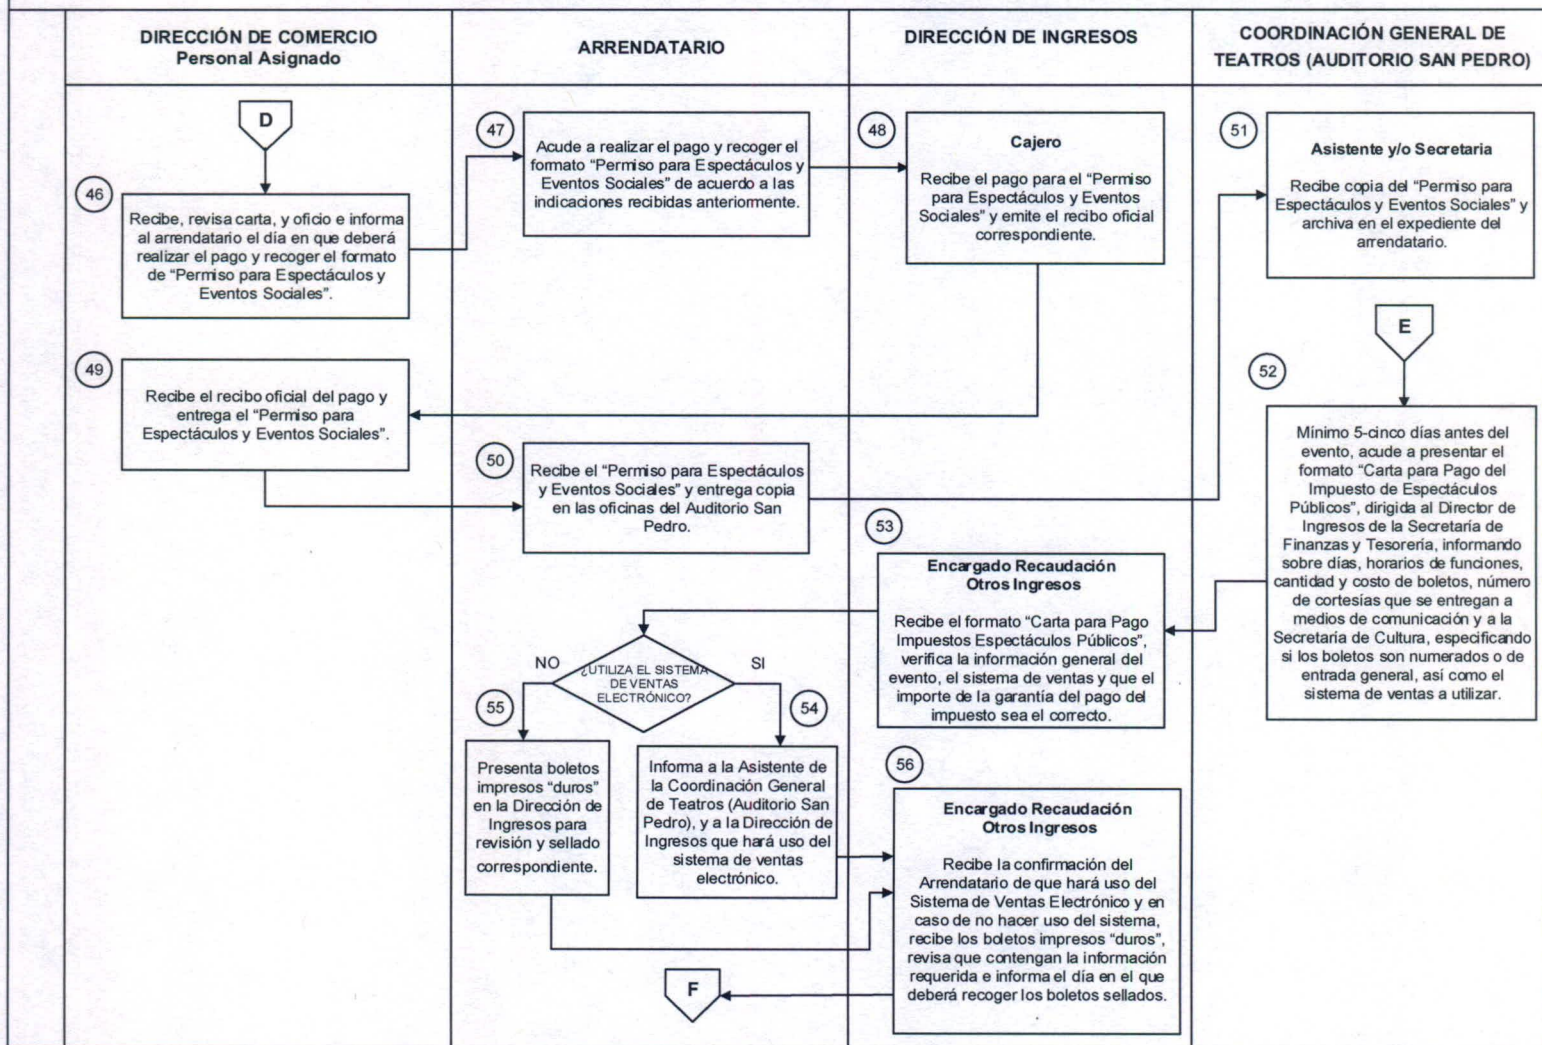 DIRECCIÓN DE COMERCIO
Personal Asignado
ARRENDATARIO
DIRECCIÓN DE INGRESOS
COORDINACIÓN GENERAL DE
TEATROS (AUDITORIO SAN PEDRO)
D
46
Recibe, revisa carta, y oficio e informa
al arrendatario el día en que deberá
realizar el pago y recoger el formato
de “Permiso para Espectáculos y
Eventos Sociales”.
47
Acude a realizar el pago y recoger el
formato “Permiso para Espectáculos y
Eventos Sociales” de acuerdo a las
indicaciones recibidas anteriormente.
48
Cajero
Recibe el pago para el “Permiso
para Espectáculos y Eventos
Sociales” y emite el recibo oficial
correspondiente.
49
Recibe el recibo oficial del pago y
entrega el “Permiso para
Espectáculos y Eventos Sociales”.
50
Recibe el “Permiso para Espectáculos
y Eventos Sociales” y entrega copia
en las oficinas del Auditorio San
Pedro.
51
Asistente y/o Secretaria
Recibe copia del “Permiso para
Espectáculos y Eventos Sociales” y
archiva en el expediente del
arrendatario.
E
52
Mínimo 5-cinco días antes del
evento, acude a presentar el
formato “Carta para Pago del
Impuesto de Espectáculos
Públicos”, dirigida al Director de
Ingresos de la Secretaría de
Finanzas y Tesorería, informando
sobre días, horarios de funciones,
cantidad y costo de boletos, número
de cortesías que se entregan a
medios de comunicación y a la
Secretaría de Cultura, especificando
si los boletos son numerados o de
entrada general, así como el
sistema de ventas a utilizar.
53
Encargado Recaudación
Otros Ingresos
Recibe el formato “Carta para Pago
Impuestos Espectáculos Públicos”,
verifica la información general del
evento, el sistema de ventas y que el
importe de la garantía del pago del
impuesto sea el correcto.
NO
¿UTILIZA EL SISTEMA
DE VENTAS
ELECTRÓNICO?
SI
55
Presenta boletos
impresos “duros”
en la Dirección de
Ingresos para
revisión y sellado
correspondiente.
54
Informa a la Asistente de
la Coordinación General
de Teatros (Auditorio San
Pedro), y a la Dirección de
Ingresos que hará uso del
sistema de ventas
electrónico.
56
Encargado Recaudación
Otros Ingresos
Recibe la confirmación del
Arrendatario de que hará uso del
Sistema de Ventas Electrónico y en
caso de no hacer uso del sistema,
recibe los boletos impresos “duros”,
revisa que contengan la información
requerida e informa el día en el que
deberá recoger los boletos sellados.
F